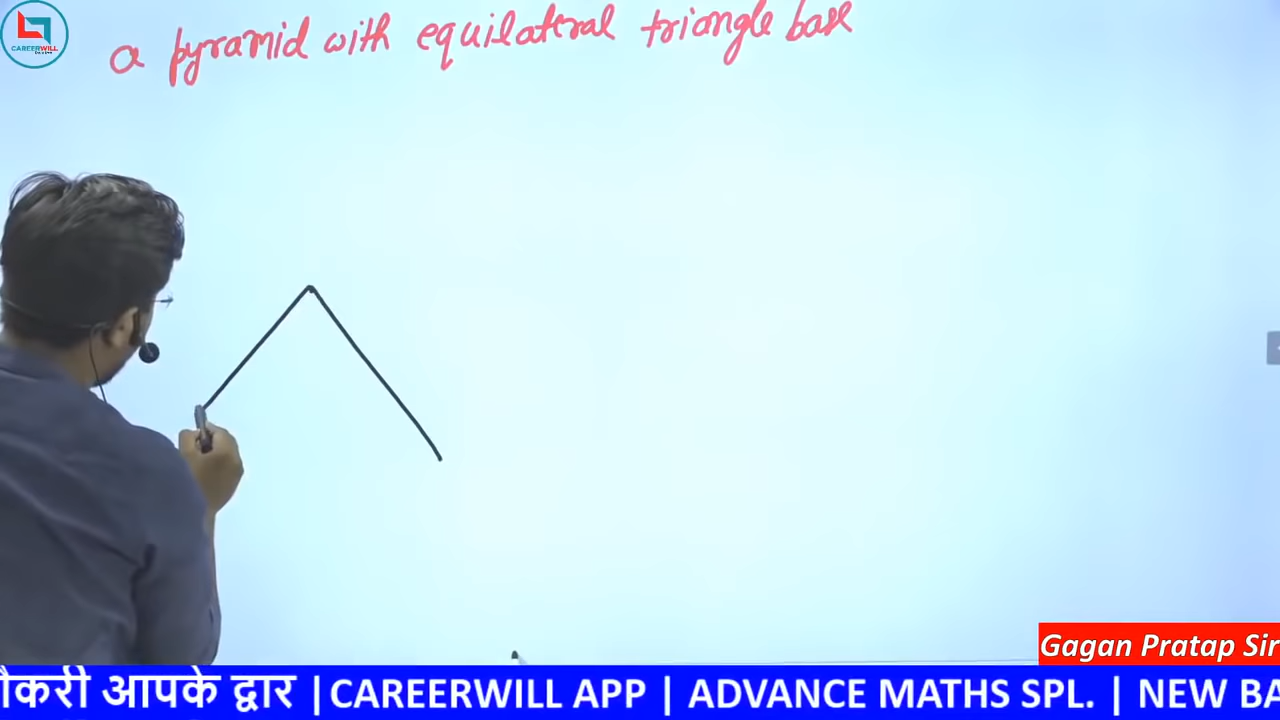 CAREERWILL
a pyramid with equilateral triangle base
Gagan Pratap Sir
नौकरी आपके द्वार | CAREERWILL APP | ADVANCE MATHS SPL. | NEW BA